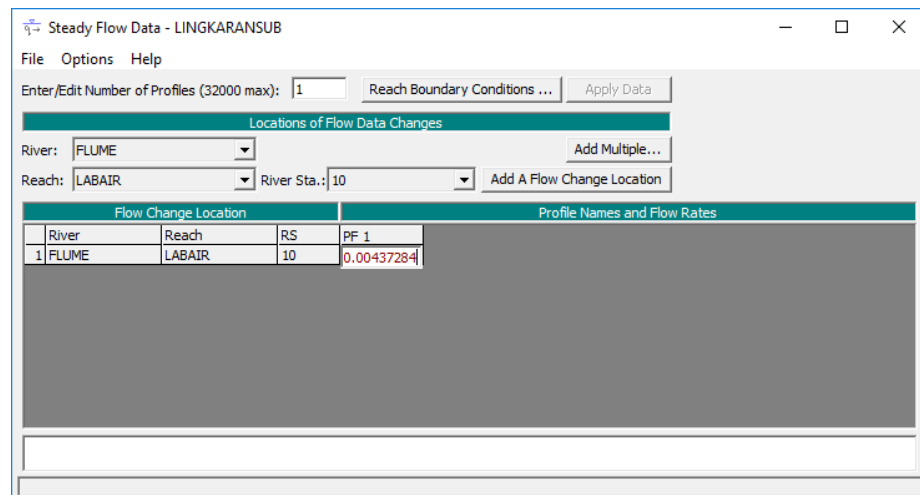 Steady Flow Data - LINGKARANSUB
File Options Help
Enter/Edit Number of Profiles (32000 max): 1 Reach Boundary Conditions ... Apply Data
Locations of Flow Data Changes
River: FLUME Add Multiple...
Reach: LABAIR River Sta.: 10 Add A Flow Change Location
Flow Change Location Profile Names and Flow Rates
River Reach RS PF 1
1 FLUME LABAIR 10 0.00437284